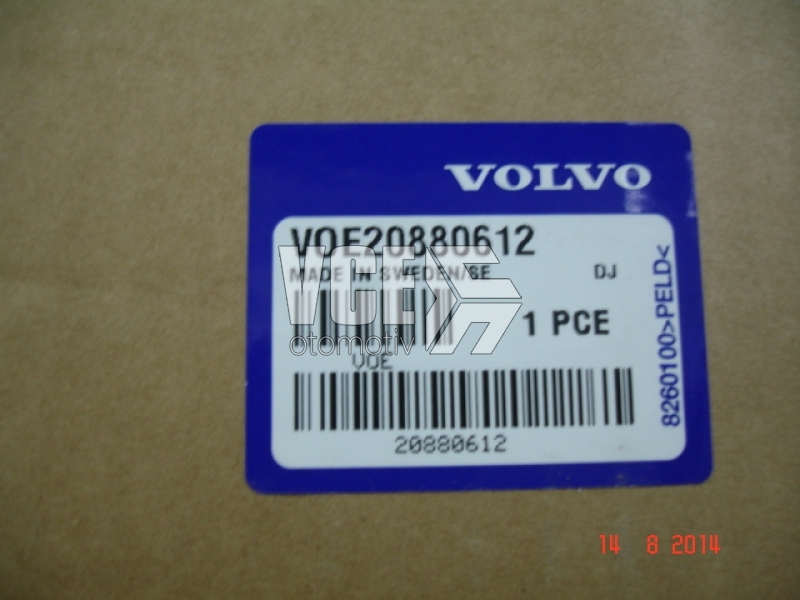 VOLVO
VOE20880612
MADE IN SWEDEN/SE
DJ
VCE
otomotiv
1 PCE
VOE
20880612
8260100>PELD<
14 8 2014